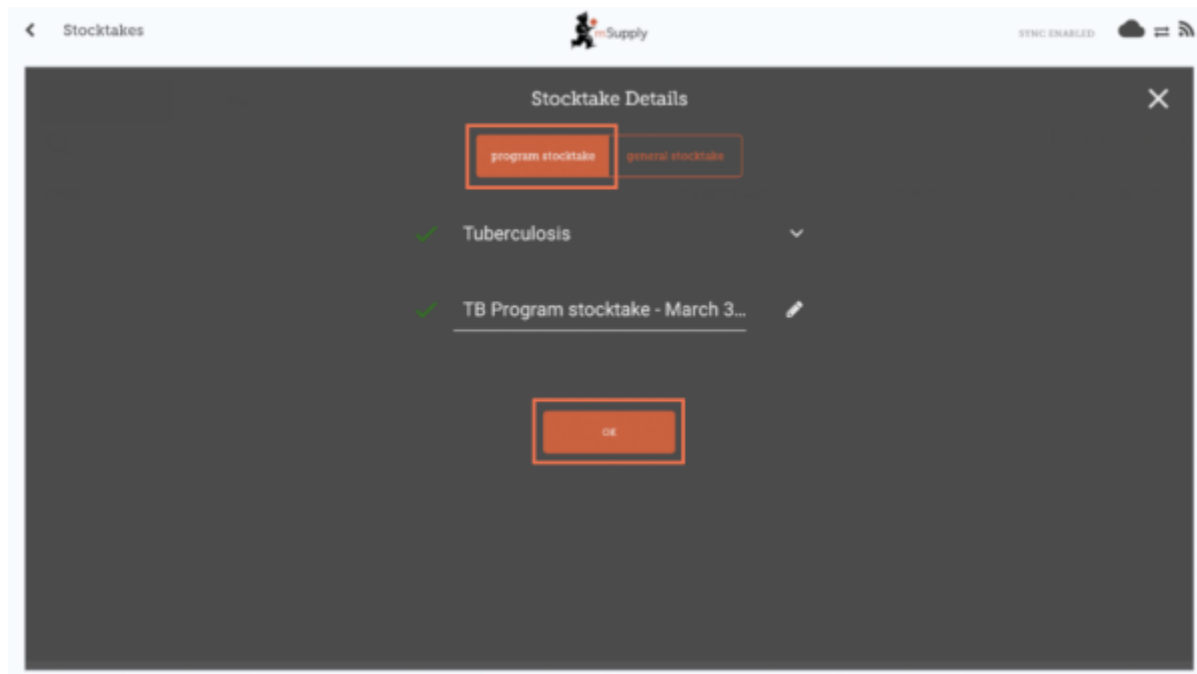 Stocktakes
mSupply
SYNC ENABLED
Stocktake Details
program stocktake
general stocktake
Tuberculosis
TB Program stocktake - March 3...
OK